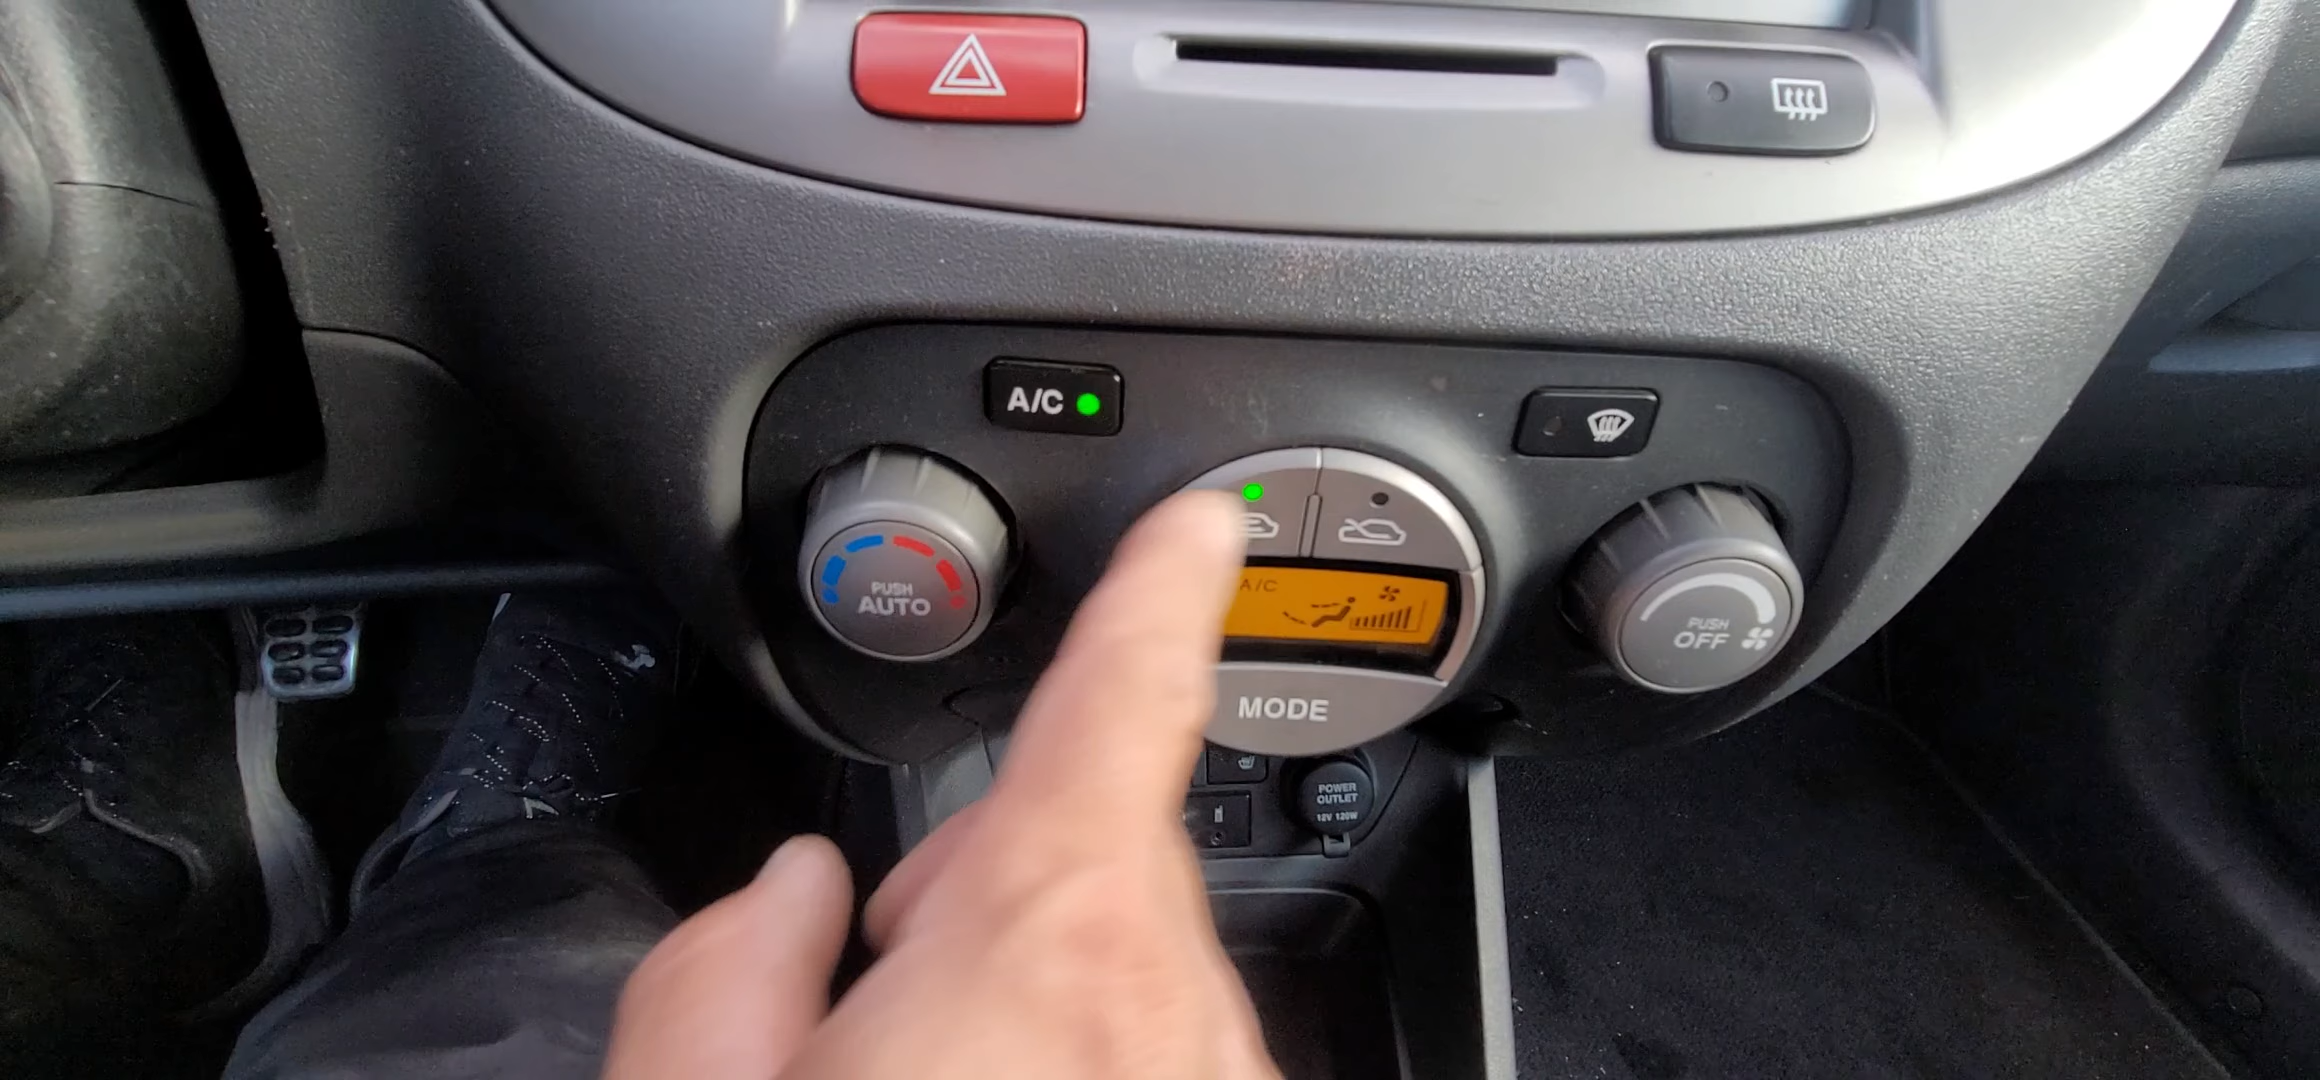 A/C
PUSH
AUTO
A/C
PUSH
OFF
MODE
POWER
OUTLET
12V 120W